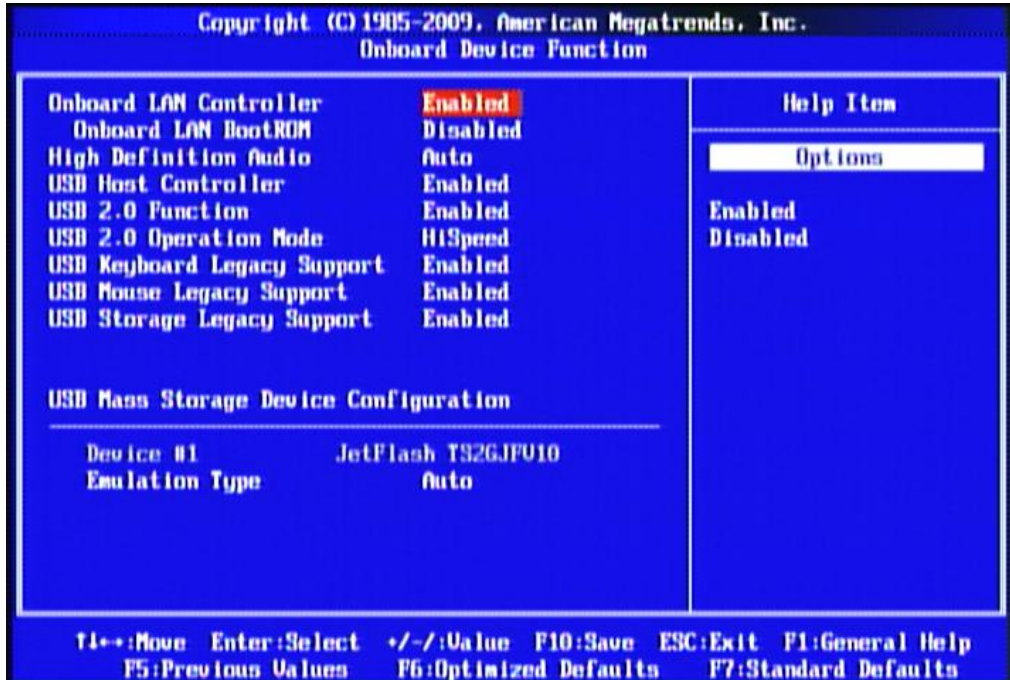 Copyright (C)1985-2009, American Megatrends, Inc.
Onboard Device Function
Onboard LAN Controller Enabled
Onboard LAN BootROM Disabled
High Definition Audio Auto
USB Host Controller Enabled
USB 2.0 Function Enabled
USB 2.0 Operation Mode HiSpeed
USB Keyboard Legacy Support Enabled
USB Mouse Legacy Support Enabled
USB Storage Legacy Support Enabled
USB Mass Storage Device Configuration
Device #1 JetFlash TS2GJFV10
Emulation Type Auto
Help Item
Options
Enabled
Disabled
↑↓←→:Move Enter:Select +/-/:Value F10:Save ESC:Exit F1:General Help
F5:Previous Values F6:Optimized Defaults F7:Standard Defaults